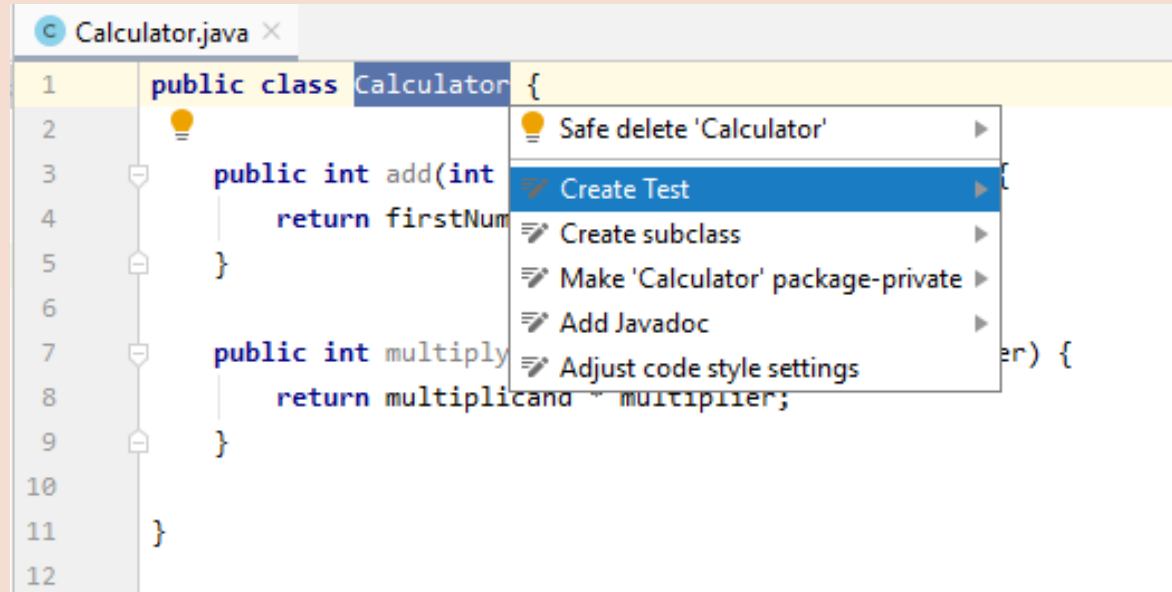 C Calculator.java ×
1 public class Calculator {
2
3 public int add(int {
4 return firstNum
5 }
6
7 public int multiply er) {
8 return multiplicand * multiplier;
9 }
10
11 }
12
Safe delete 'Calculator'
Create Test
Create subclass
Make 'Calculator' package-private
Add Javadoc
Adjust code style settings